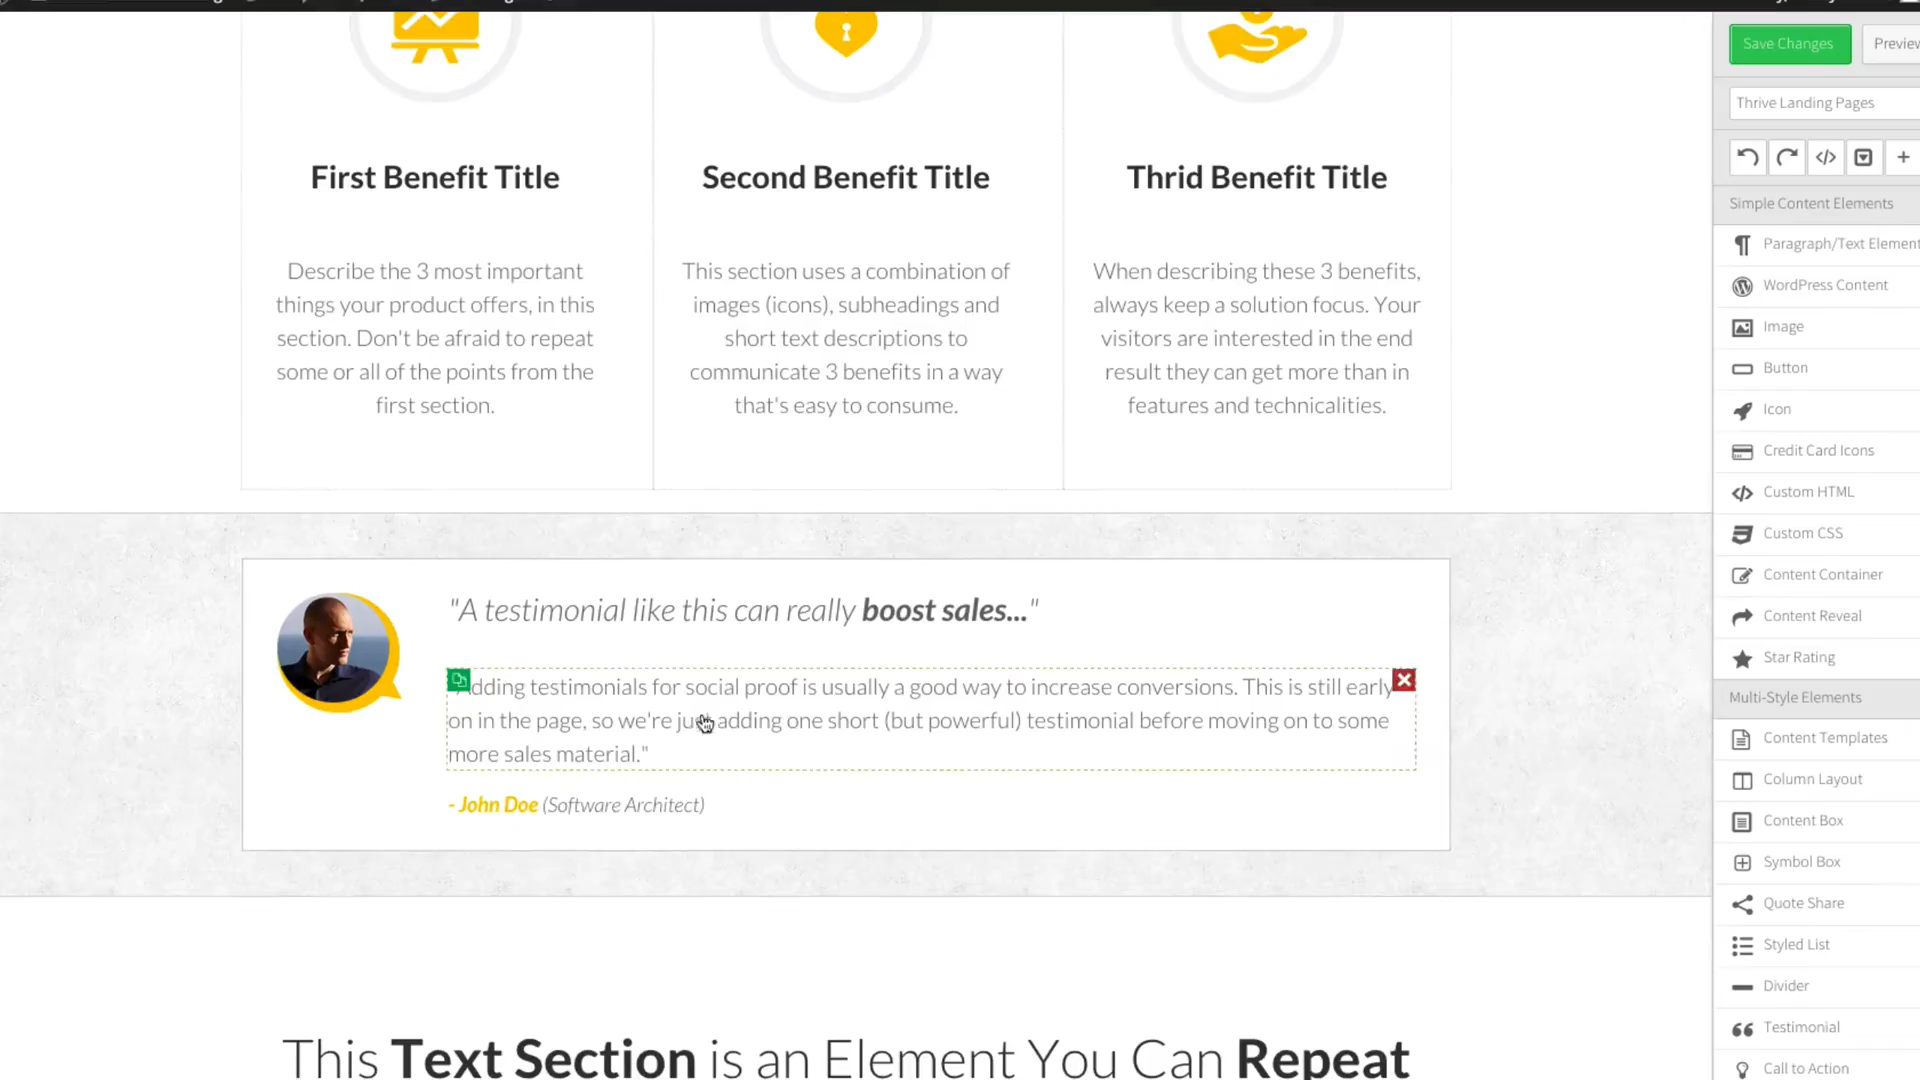 Save Changes
Preview
Thrive Landing Pages
First Benefit Title
Second Benefit Title
Thrid Benefit Title
Describe the 3 most important
things your product offers, in this
section. Don't be afraid to repeat
some or all of the points from the
first section.
This section uses a combination of
images (icons), subheadings and
short text descriptions to
communicate 3 benefits in a way
that's easy to consume.
When describing these 3 benefits,
always keep a solution focus. Your
visitors are interested in the end
result they can get more than in
features and technicalities.
"A testimonial like this can really boost sales..."
Adding testimonials for social proof is usually a good way to increase conversions. This is still early
on in the page, so we're just adding one short (but powerful) testimonial before moving on to some
more sales material."
- John Doe (Software Architect)
This Text Section is an Element You Can Repeat
Simple Content Elements
Paragraph/Text Element
WordPress Content
Image
Button
Icon
Credit Card Icons
Custom HTML
Custom CSS
Content Container
Content Reveal
Star Rating
Multi-Style Elements
Content Templates
Column Layout
Content Box
Symbol Box
Quote Share
Styled List
Divider
Testimonial
Call to Action